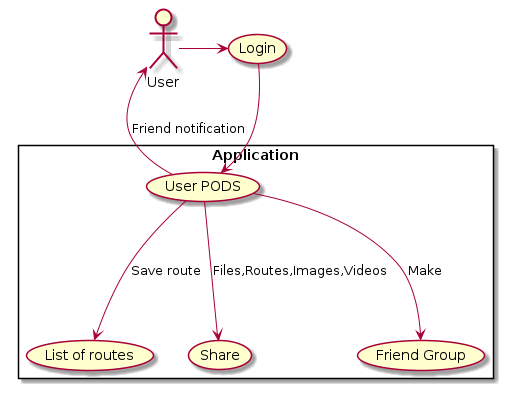 Login
User
Friend notification
Application
User PODS
Save route
Files,Routes,Images,Videos
Make
List of routes
Share
Friend Group